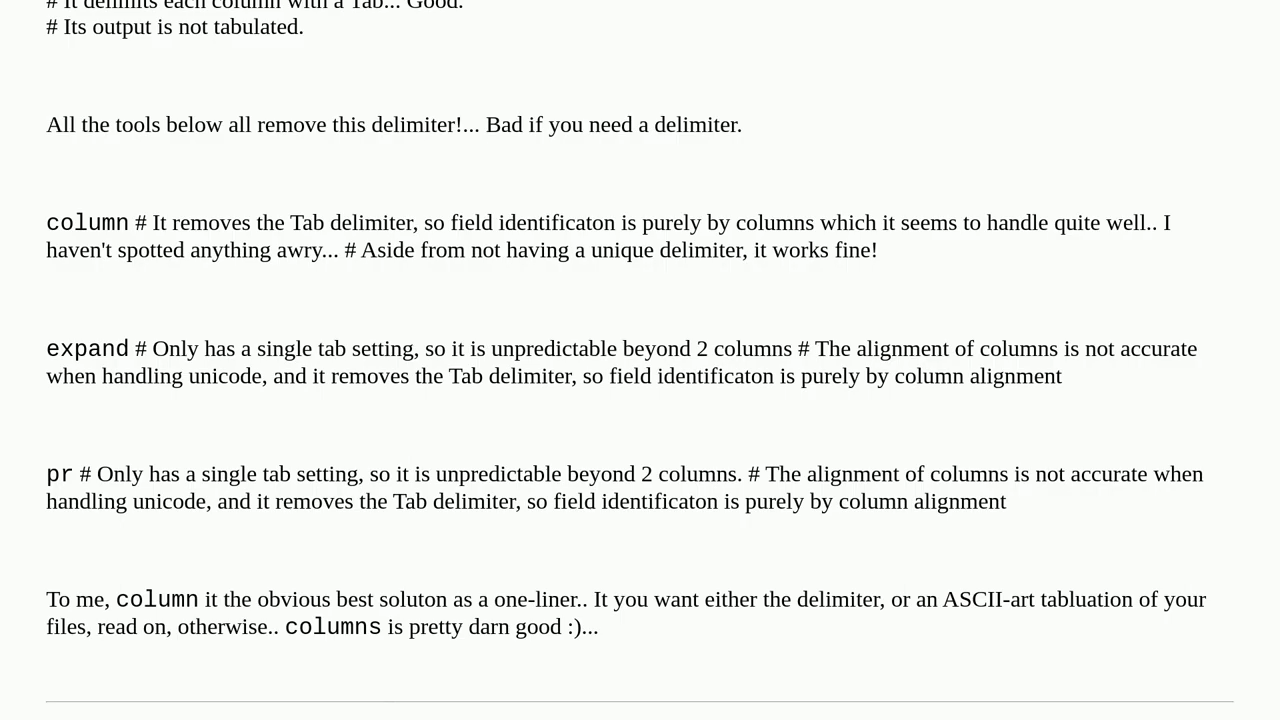 # It delimits each column with a Tab... Good.
# Its output is not tabulated.
All the tools below all remove this delimiter!... Bad if you need a delimiter.
column # It removes the Tab delimiter, so field identificaton is purely by columns which it seems to handle quite well.. I
haven't spotted anything awry... # Aside from not having a unique delimiter, it works fine!
expand # Only has a single tab setting, so it is unpredictable beyond 2 columns # The alignment of columns is not accurate
when handling unicode, and it removes the Tab delimiter, so field identificaton is purely by column alignment
pr # Only has a single tab setting, so it is unpredictable beyond 2 columns. # The alignment of columns is not accurate when
handling unicode, and it removes the Tab delimiter, so field identificaton is purely by column alignment
To me, column it the obvious best soluton as a one-liner.. It you want either the delimiter, or an ASCII-art tabluation of your
files, read on, otherwise.. columns is pretty darn good :)...